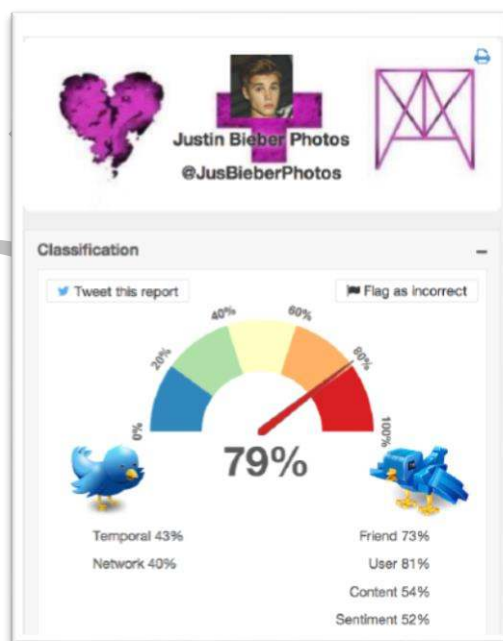 Justin Bieber Photos
@JusBieberPhotos
Classification
Tweet this report
Flag as incorrect
0%
20%
40%
60%
80%
100%
79%
Temporal 43%
Friend 73%
Network 40%
User 81%
Content 54%
Sentiment 52%